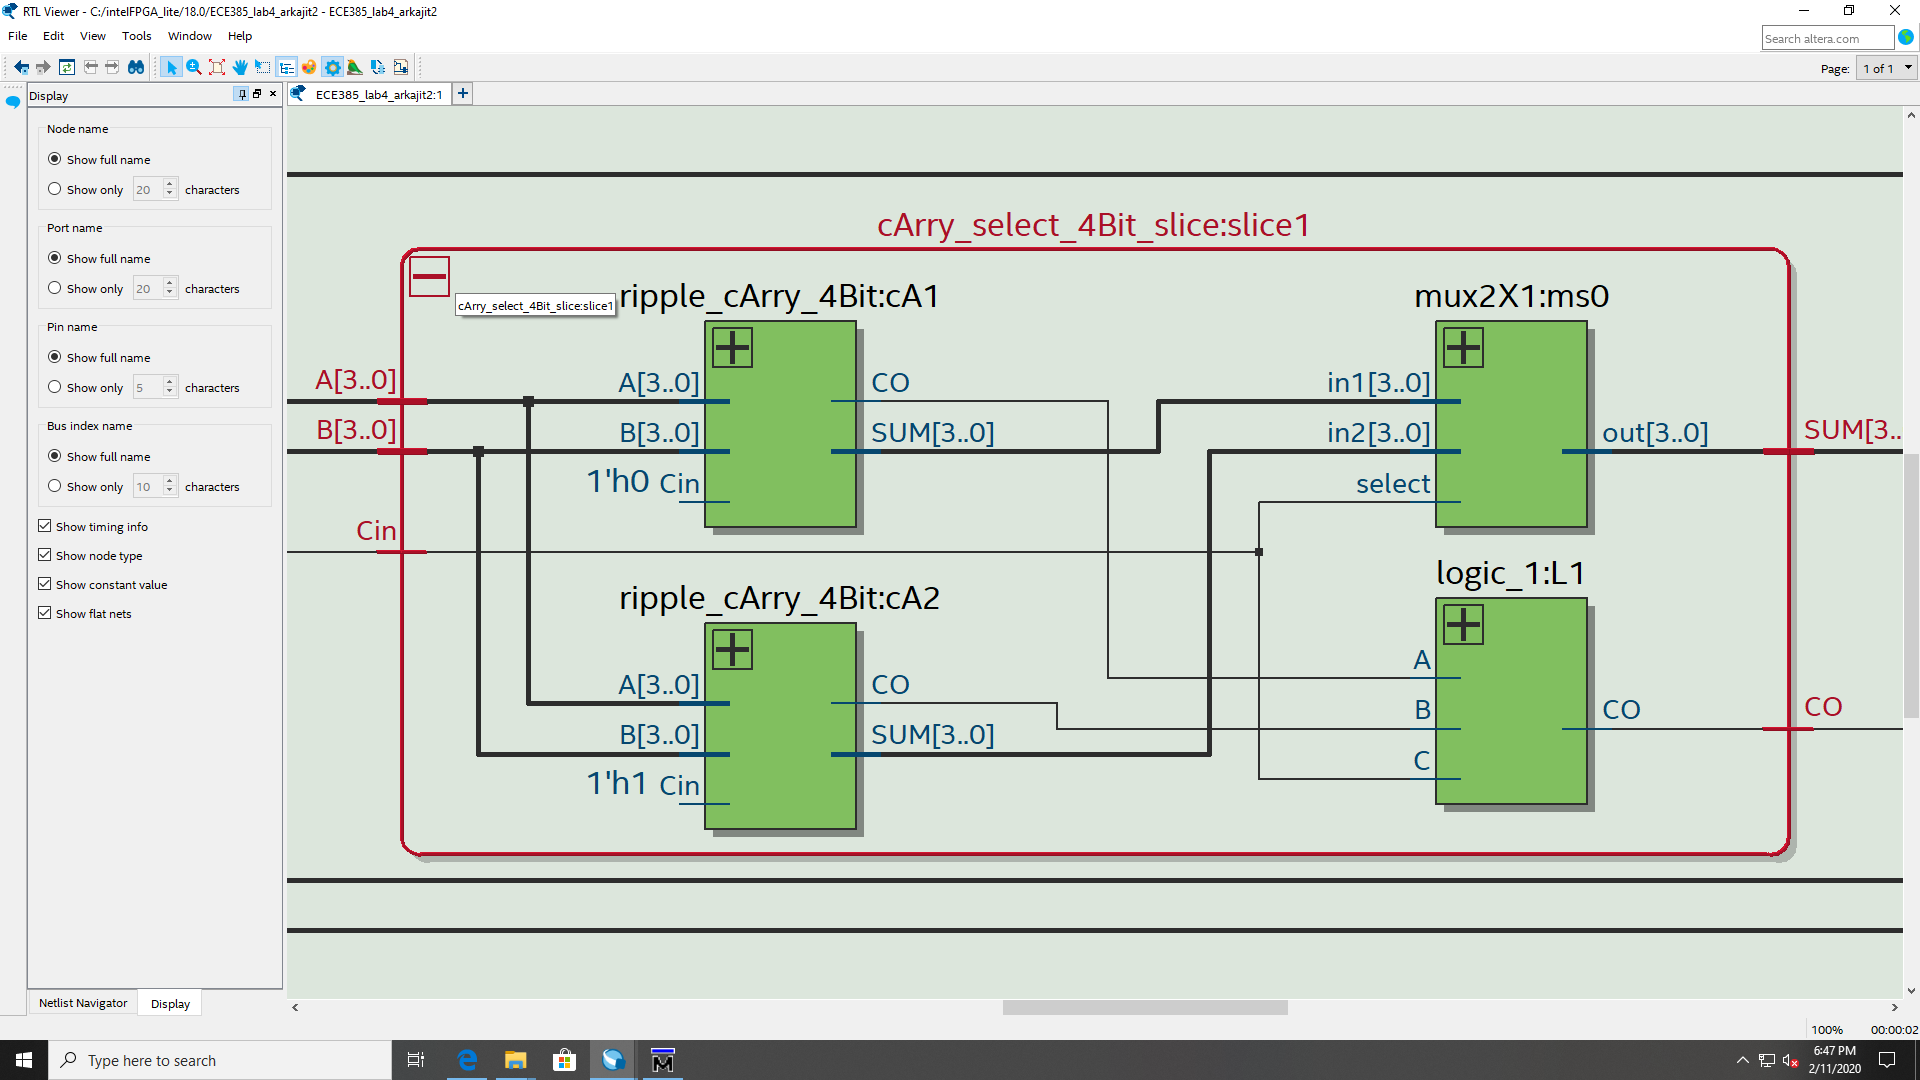 RTL Viewer - C:/intelFPGA_lite/18.0/ECE385_lab4_arkajit2 - ECE385_lab4_arkajit2
File Edit View Tools Window Help
Search altera.com
Page: 1 of 1
Display
ECE385_lab4_arkajit2:1
Node name
Show full name
Show only 20 characters
Port name
Show full name
Show only 20 characters
Pin name
Show full name
Show only 5 characters
Bus index name
Show full name
Show only 10 characters
Show timing info
Show node type
Show constant value
Show flat nets
Netlist Navigator Display
cArry_select_4Bit_slice:slice1
cArry_select_4Bit_slice:slice1
ripple_cArry_4Bit:cA1
mux2X1:ms0
A[3..0]
A[3..0]
CO
in1[3..0]
B[3..0]
B[3..0]
SUM[3..0]
in2[3..0]
out[3..0]
SUM[3..
1'h0 Cin
select
Cin
logic_1:L1
ripple_cArry_4Bit:cA2
A
A[3..0]
CO
B
CO
CO
B[3..0]
SUM[3..0]
C
1'h1 Cin
100% 00:00:02
Type here to search
6:47 PM
2/11/2020